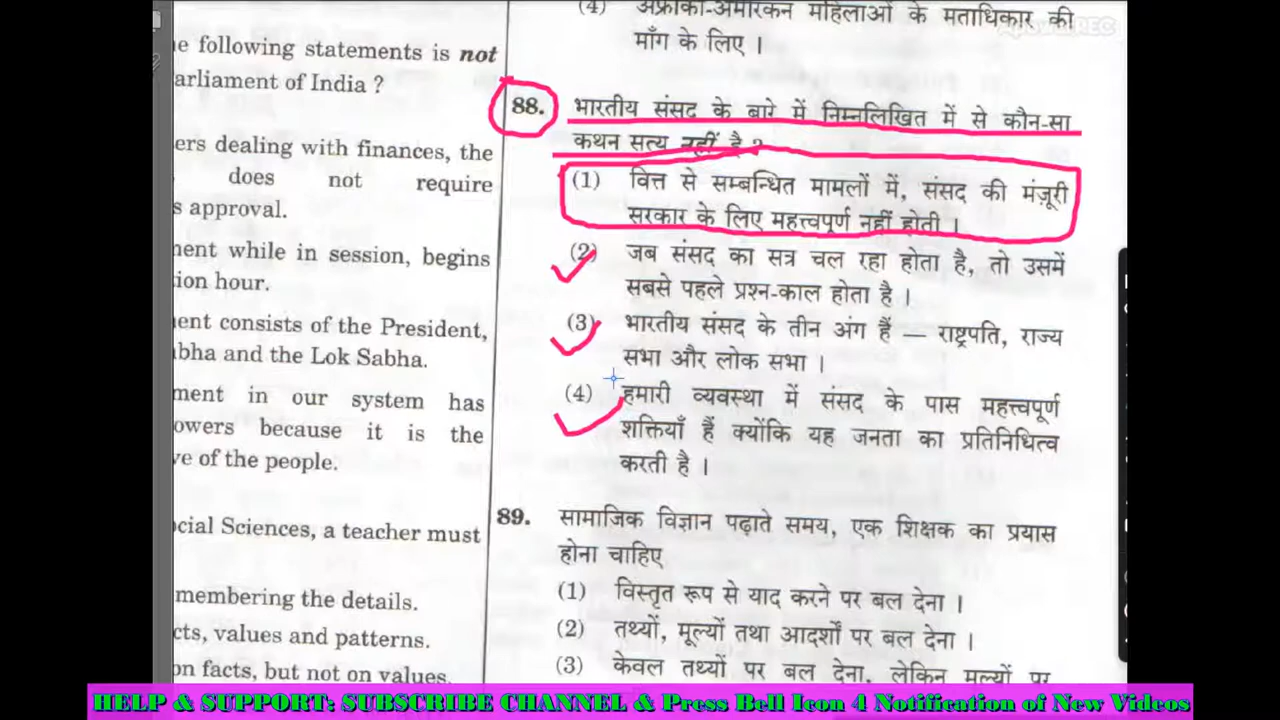 e following statements is not
arliament of India ?
ers dealing with finances, the
does not require
s approval.
nent while in session, begins
ion hour.
nent consists of the President,
abha and the Lok Sabha.
ment in our system has
owers because it is the
ve of the people.
ocial Sciences, a teacher must
membering the details.
cts, values and patterns.
on facts, but not on values.
(4) अफ्रीकी-अमरिकन महिलाओं के मताधिकार की
माँग के लिए ।
88. भारतीय संसद के बारे में निम्नलिखित में से कौन-सा
कथन सत्य नहीं है ?
(1) वित्त से सम्बन्धित मामलों में, संसद की मंज़ूरी
सरकार के लिए महत्त्वपूर्ण नहीं होती ।
(2) जब संसद का सत्र चल रहा होता है, तो उसमें
सबसे पहले प्रश्न-काल होता है ।
(3) भारतीय संसद के तीन अंग हैं — राष्ट्रपति, राज्य
सभा और लोक सभा ।
(4) हमारी व्यवस्था में संसद के पास महत्त्वपूर्ण
शक्तियाँ हैं क्योंकि यह जनता का प्रतिनिधित्व
करती है ।
89. सामाजिक विज्ञान पढ़ाते समय, एक शिक्षक का प्रयास
होना चाहिए
(1) विस्तृत रूप से याद करने पर बल देना ।
(2) तथ्यों, मूल्यों तथा आदर्शों पर बल देना ।
(3) केवल तथ्यों पर बल देना, लेकिन मूल्यों पर
HELP & SUPPORT: SUBSCRIBE CHANNEL & Press Bell Icon 4 Notification of New Videos